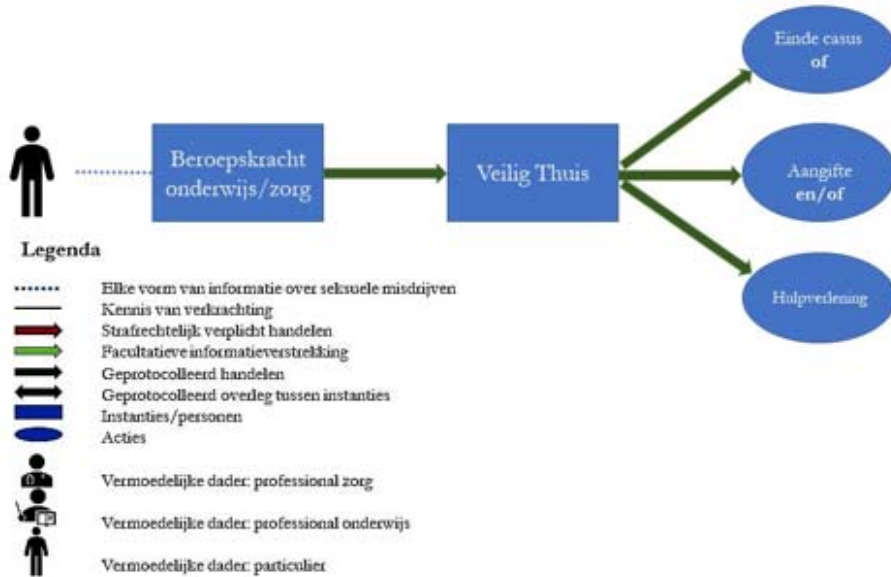 Einde casus
of
Beroepskracht
onderwijs/zorg
Veilig Thuis
Aangifte
en/of
Hulpverlening
Legenda
Elke vorm van informatie over seksuele misdrijven
Kennis van verkrachting
Strafrechtelijk verplicht handelen
Facultatieve informatieverstrekking
Geprotocolleerd handelen
Geprotocolleerd overleg tussen instanties
Instanties/personen
Acties
Vermoedelijke dader: professional zorg
Vermoedelijke dader: professional onderwijs
Vermoedelijke dader: particulier